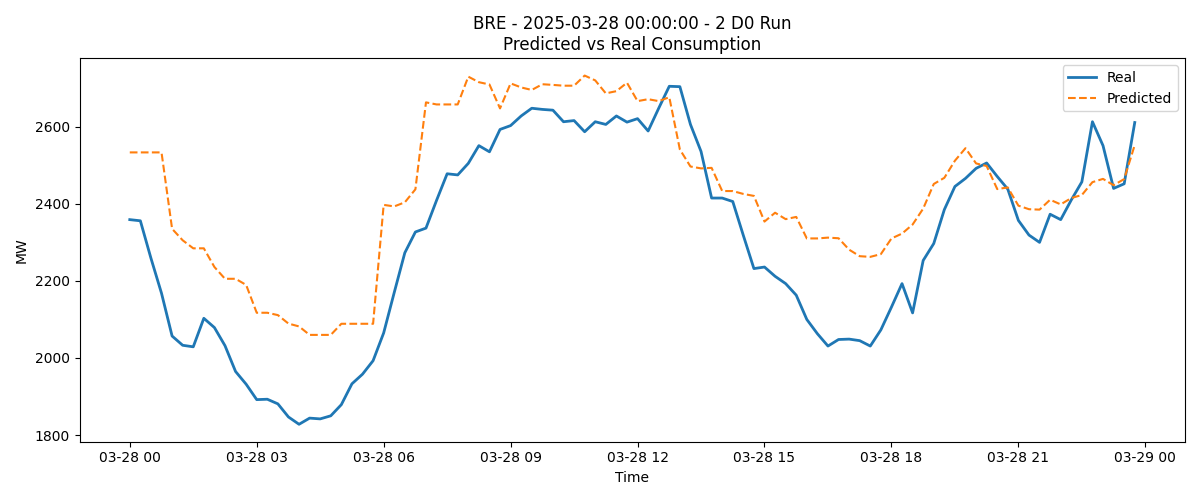 BRE - 2025-03-28 00:00:00 - 2 D0 Run
Predicted vs Real Consumption
Real
Predicted
MW
2600
2400
2200
2000
1800
03-28 00
03-28 03
03-28 06
03-28 09
03-28 12
03-28 15
03-28 18
03-28 21
03-29 00
Time